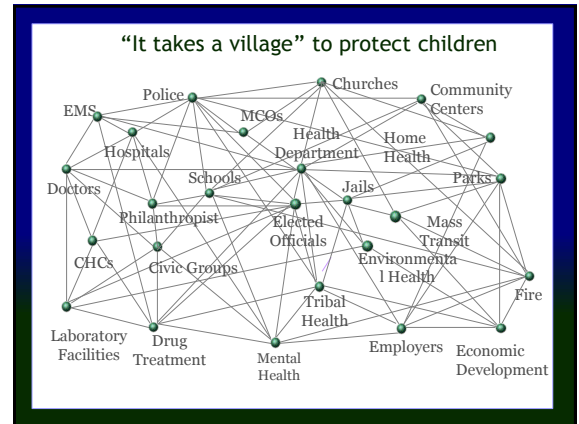 “It takes a village” to protect children
Churches
Police
Community
Centers
EMS
MCOs
Health
Department
Home
Health
Hospitals
Doctors
Schools
Jails
Parks
Philanthropist
Elected
Officials
Mass
Transit
CHCs
Civic Groups
Environmenta
l Health
Fire
Tribal
Health
Laboratory
Facilities
Drug
Treatment
Mental
Health
Employers
Economic
Development